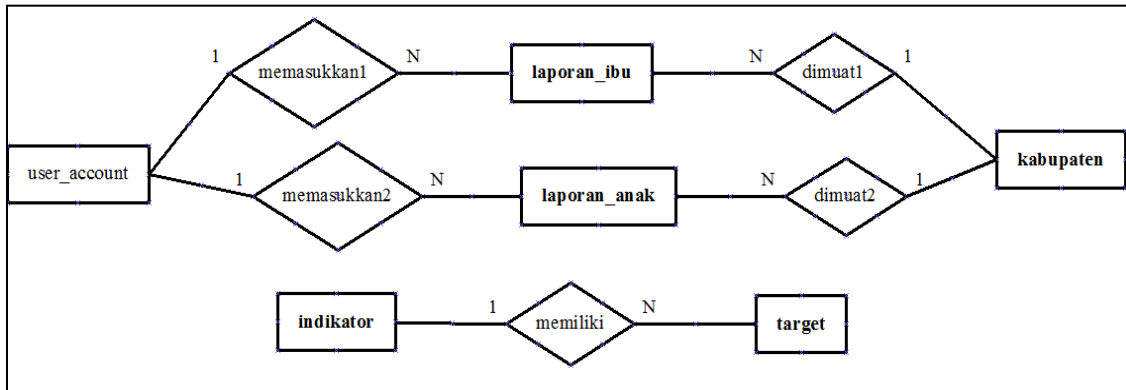 1 memasukkan1 N laporan_ibu N dimuat1 1
user_account
kabupaten
1 memasukkan2 N laporan_anak N dimuat2 1
indikator 1 memiliki N target